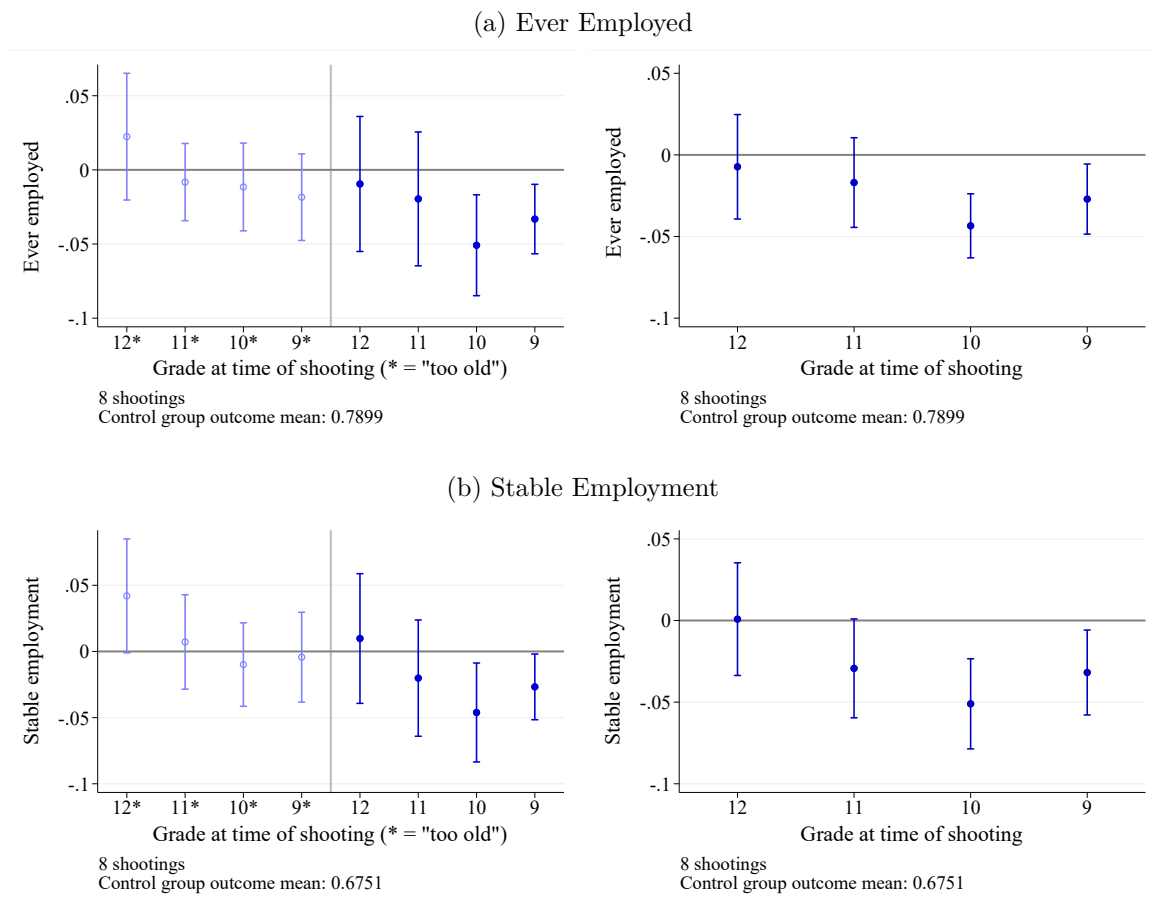 (a) Ever Employed
Ever employed
.05
0
-.05
-.1
12* 11* 10* 9* 12 11 10 9
Grade at time of shooting (* = "too old")
8 shootings
Control group outcome mean: 0.7899
Ever employed
.05
0
-.05
-.1
12 11 10 9
Grade at time of shooting
8 shootings
Control group outcome mean: 0.7899
(b) Stable Employment
Stable employment
.05
0
-.05
-.1
12* 11* 10* 9* 12 11 10 9
Grade at time of shooting (* = "too old")
8 shootings
Control group outcome mean: 0.6751
Stable employment
.05
0
-.05
-.1
12 11 10 9
Grade at time of shooting
8 shootings
Control group outcome mean: 0.6751